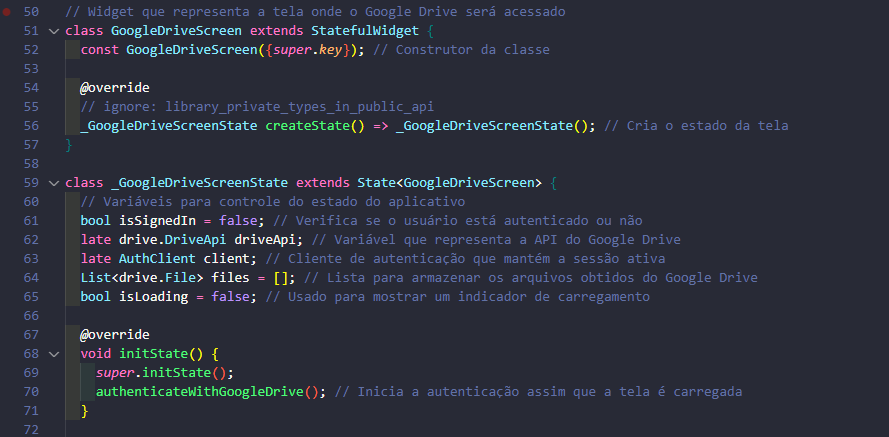 50 // Widget que representa a tela onde o Google Drive será acessado
51 class GoogleDriveScreen extends StatefulWidget {
52 const GoogleDriveScreen({super.key}); // Construtor da classe
53
54 @override
55 // ignore: library_private_types_in_public_api
56 _GoogleDriveScreenState createState() => _GoogleDriveScreenState(); // Cria o estado da tela
57 }
58
59 class _GoogleDriveScreenState extends State<GoogleDriveScreen> {
60 // Variáveis para controle do estado do aplicativo
61 bool isSignedIn = false; // Verifica se o usuário está autenticado ou não
62 late drive.DriveApi driveApi; // Variável que representa a API do Google Drive
63 late AuthClient client; // Cliente de autenticação que mantém a sessão ativa
64 List<drive.File> files = []; // Lista para armazenar os arquivos obtidos do Google Drive
65 bool isLoading = false; // Usado para mostrar um indicador de carregamento
66
67 @override
68 void initState() {
69 super.initState();
70 authenticateWithGoogleDrive(); // Inicia a autenticação assim que a tela é carregada
71 }
72